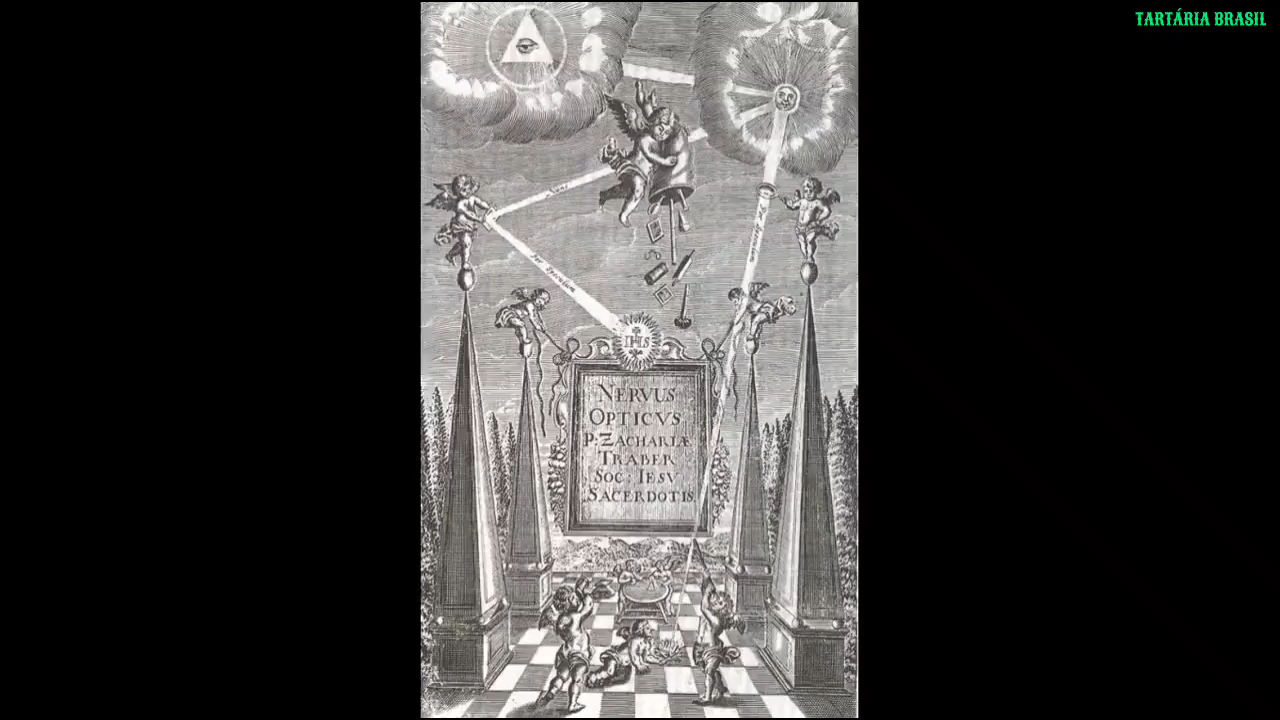 TARTÁRIA BRASIL
IHS
NERVUS
OPTICVS
P: ZACHARIÆ
TRABER
SOC: IESV
SACERDOTIS